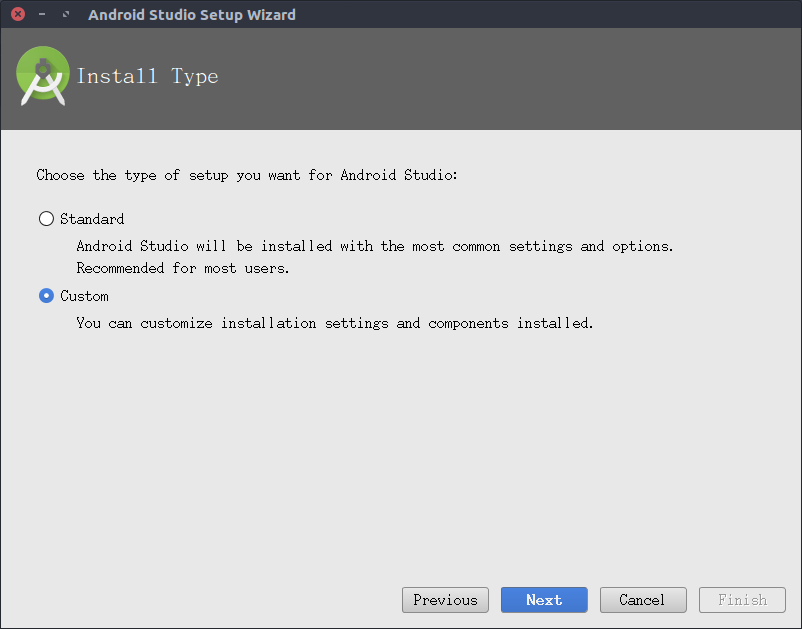 Android Studio Setup Wizard
Install Type
Choose the type of setup you want for Android Studio:
Standard
Android Studio will be installed with the most common settings and options.
Recommended for most users.
Custom
You can customize installation settings and components installed.
Previous
Next
Cancel
Finish